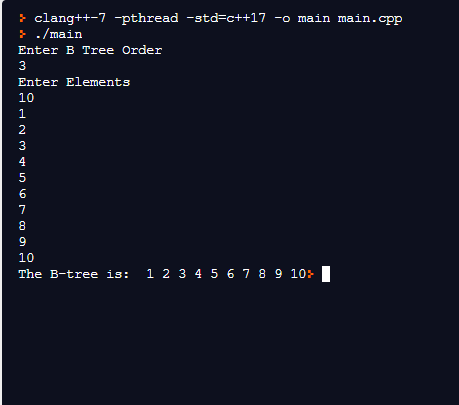 clang++-7 -pthread -std=c++17 -o main main.cpp
./main
Enter B Tree Order
3
Enter Elements
10
1
2
3
4
5
6
7
8
9
10
The B-tree is:  1 2 3 4 5 6 7 8 9 10